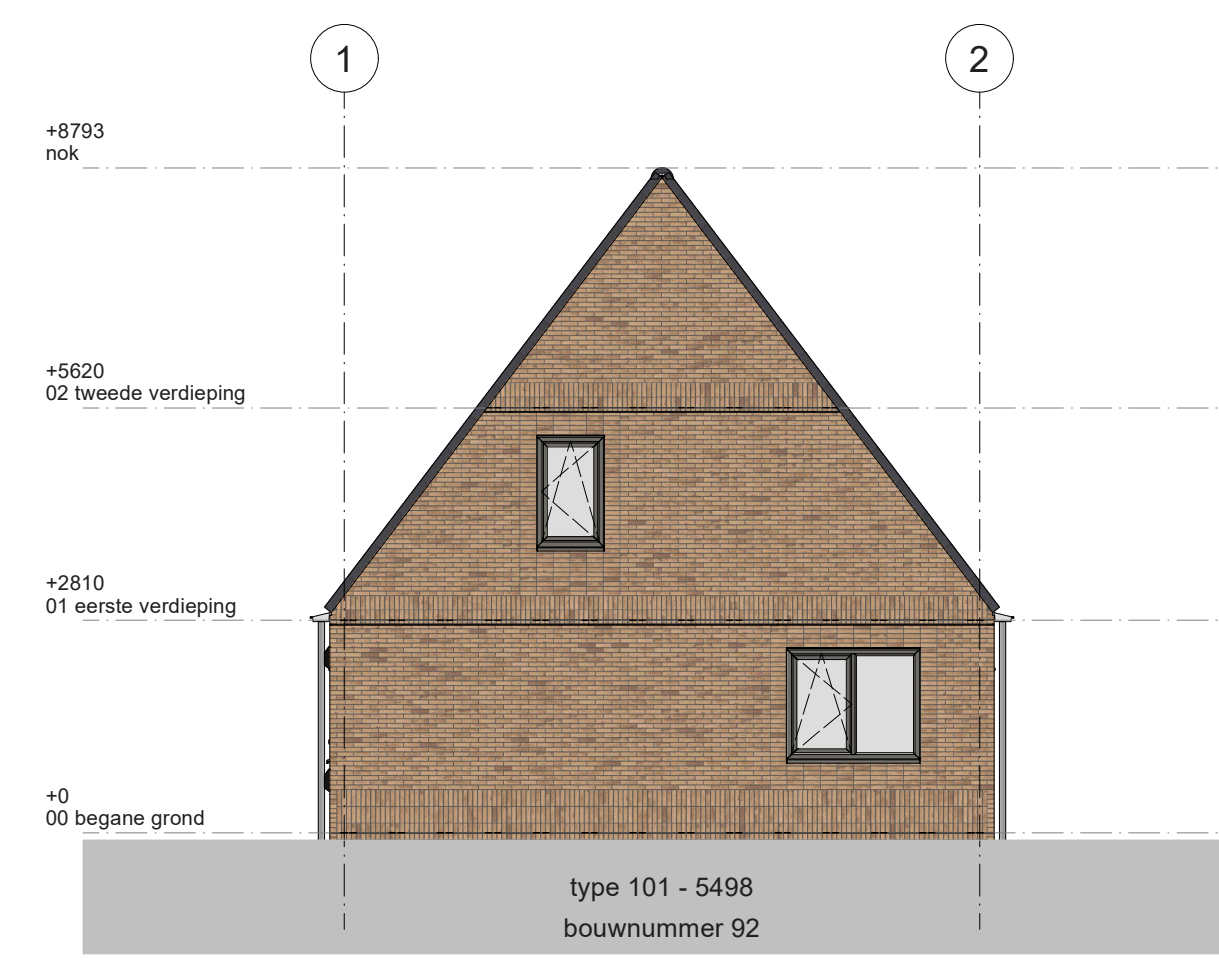 1
2
+8793
nok
+5620
02 tweede verdieping
+2810
01 eerste verdieping
+0
00 begane grond
type 101 - 5498
bouwnummer 92